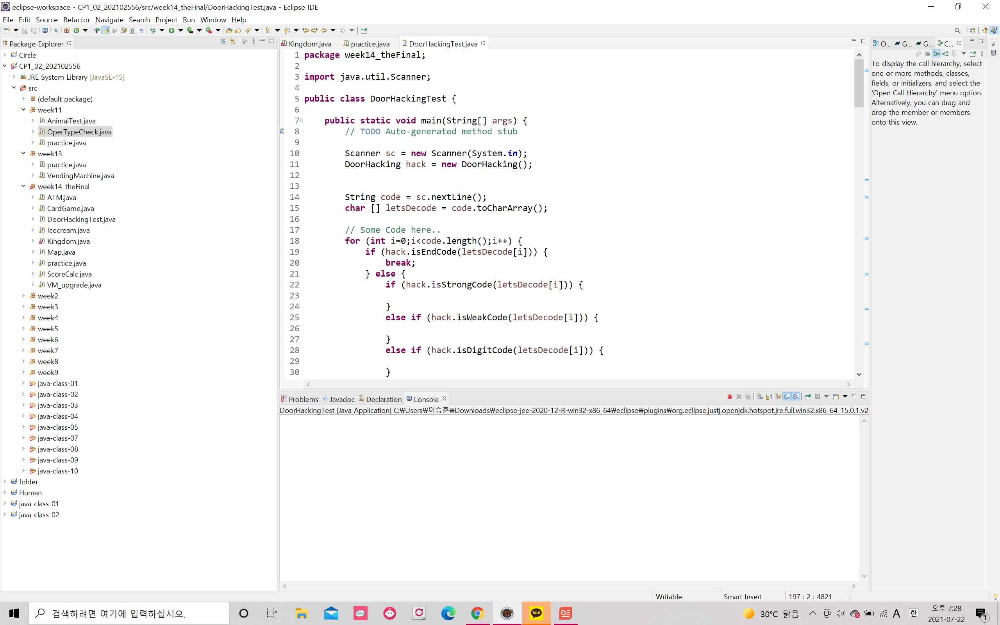 eclipse-workspace - CP1_02_202102556/src/week14_theFinal/DoorHackingTest.java - Eclipse IDE
File Edit Source Refactor Navigate Search Project Run Window Help
Package Explorer
Circle
CP1_02_202102556
JRE System Library [JavaSE-15]
src
(default package)
week11
AnimalTest.java
OperTypeCheck.java
practice.java
week13
practice.java
VendingMachine.java
week14_theFinal
ATM.java
CardGame.java
DoorHackingTest.java
Icecream.java
Kingdom.java
Map.java
practice.java
ScoreCalc.java
VM_upgrade.java
week2
week3
week4
week5
week6
week7
week8
week9
java-class-01
java-class-02
java-class-03
java-class-04
java-class-05
java-class-07
java-class-08
java-class-09
java-class-10
folder
Human
java-class-01
java-class-02
Kingdom.java practice.java DoorHackingTest.java
1 package week14_theFinal;
2
3 import java.util.Scanner;
4
5 public class DoorHackingTest {
6
7 public static void main(String[] args) {
8 // TODO Auto-generated method stub
9
10 Scanner sc = new Scanner(System.in);
11 DoorHacking hack = new DoorHacking();
12
13
14 String code = sc.nextLine();
15 char [] letsDecode = code.toCharArray();
16
17 // Some Code here..
18 for (int i=0;i<code.length();i++) {
19 if (hack.isEndCode(letsDecode[i])) {
20 break;
21 } else {
22 if (hack.isStrongCode(letsDecode[i])) {
23
24 }
25 else if (hack.isWeakCode(letsDecode[i])) {
26
27 }
28 else if (hack.isDigitCode(letsDecode[i])) {
29
30 }
Problems Javadoc Declaration Console
DoorHackingTest [Java Application] C:₩Users₩이승훈₩Downloads₩eclipse-jee-2020-12-R-win32-x86_64₩eclipse₩plugins₩org.eclipse.justj.openjdk.hotspot.jre.full.win32.x86_64_15.0.1.v20
O... G... G... C...
To display the call hierarchy, select
one or more methods, classes,
fields, or initializers, and select the
'Open Call Hierarchy' menu option.
Alternatively, you can drag and
drop the member or members
onto this view.
Writable Smart Insert 197 : 2 : 4821
검색하려면 여기에 입력하십시오.
TALK
30°C 맑음
A 한
오후 7:28
2021-07-22
1